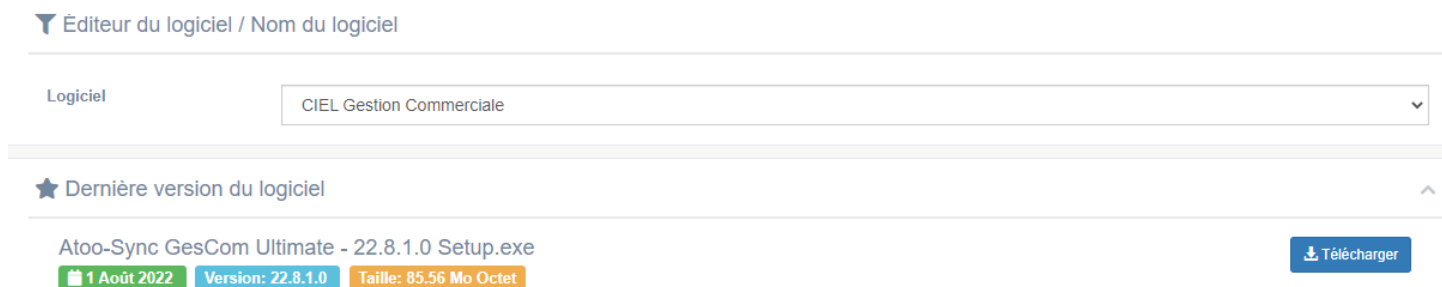 Éditeur du logiciel / Nom du logiciel
Logiciel
CIEL Gestion Commerciale
Dernière version du logiciel
Atoo-Sync GesCom Ultimate - 22.8.1.0 Setup.exe
Télécharger
1 Août 2022 Version: 22.8.1.0 Taille: 85.56 Mo Octet